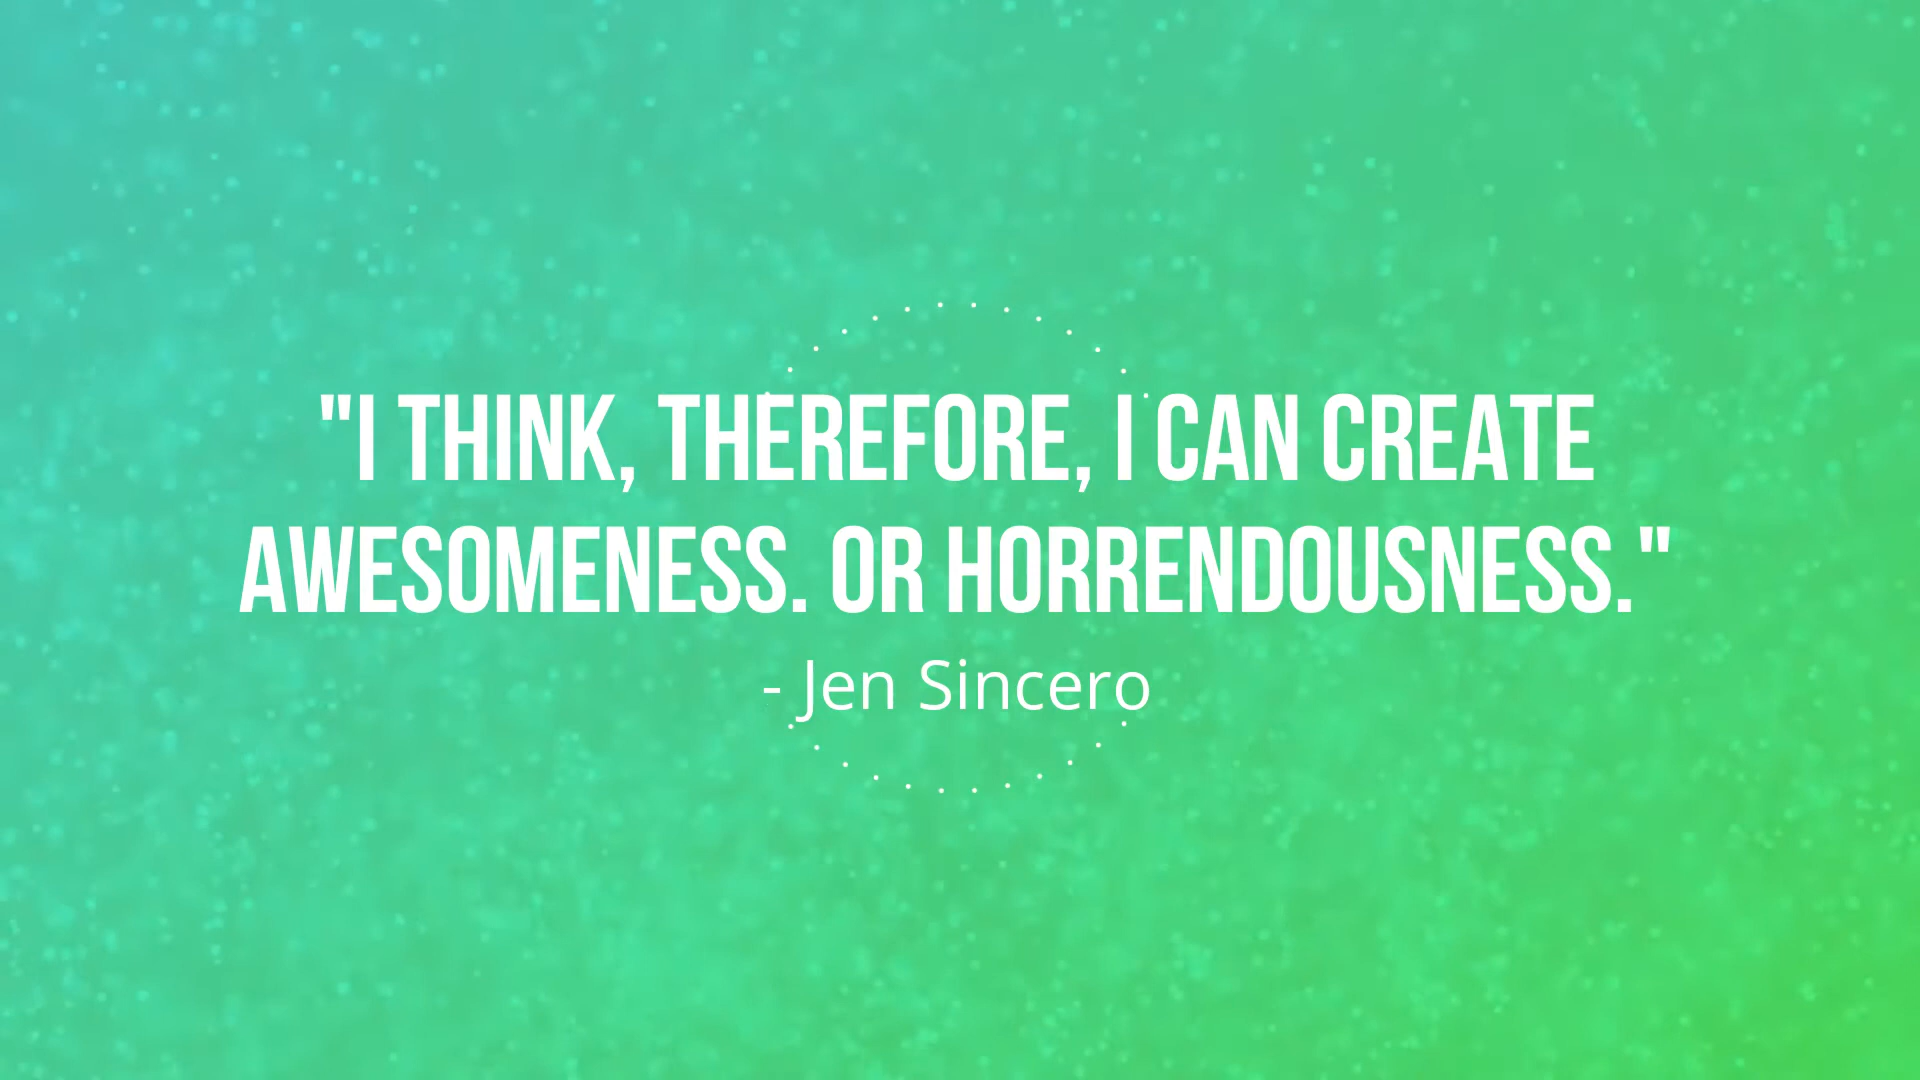 "I THINK, THEREFORE, I CAN CREATE
AWESOMENESS. OR HORRENDOUSNESS."
- Jen Sincero